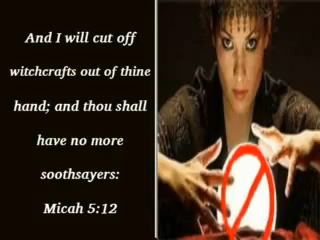 And I will cut off
witchcrafts out of thine
hand; and thou shall
have no more
soothsayers:
Micah 5:12